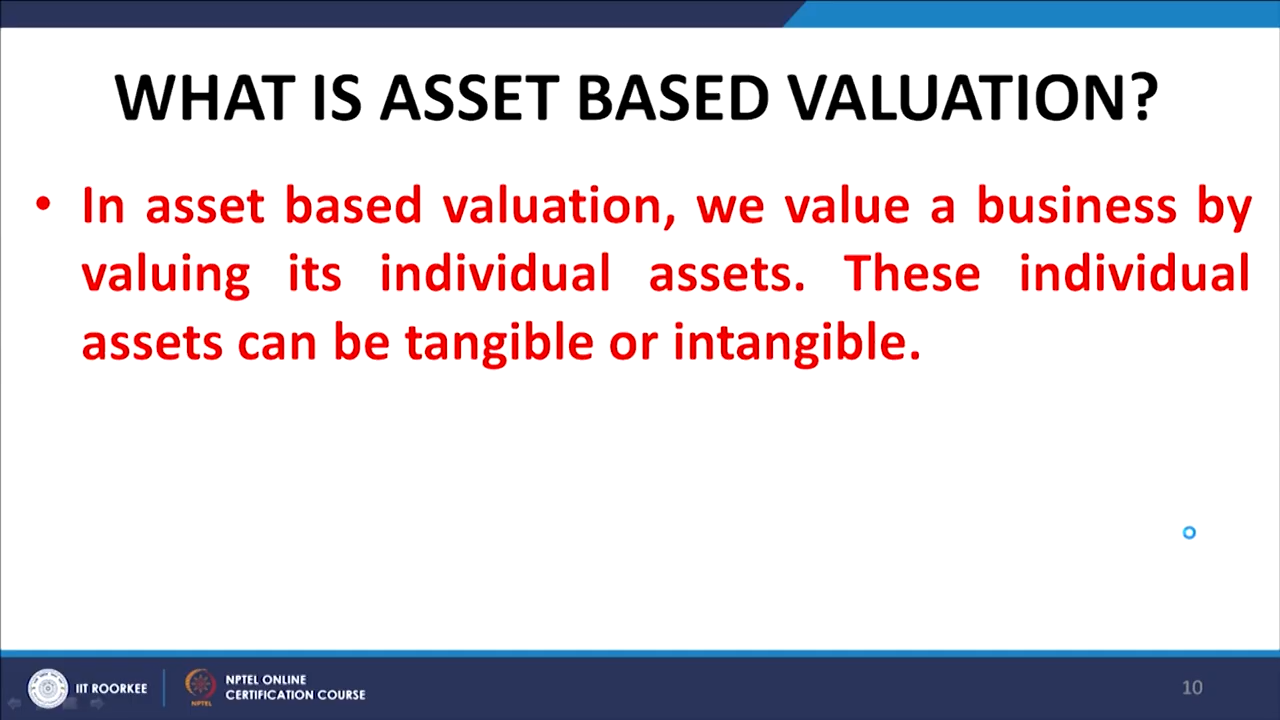 WHAT IS ASSET BASED VALUATION?
• In asset based valuation, we value a business by
valuing its individual assets. These individual
assets can be tangible or intangible.
IIT ROORKEE
NPTEL
NPTEL ONLINE
CERTIFICATION COURSE
10